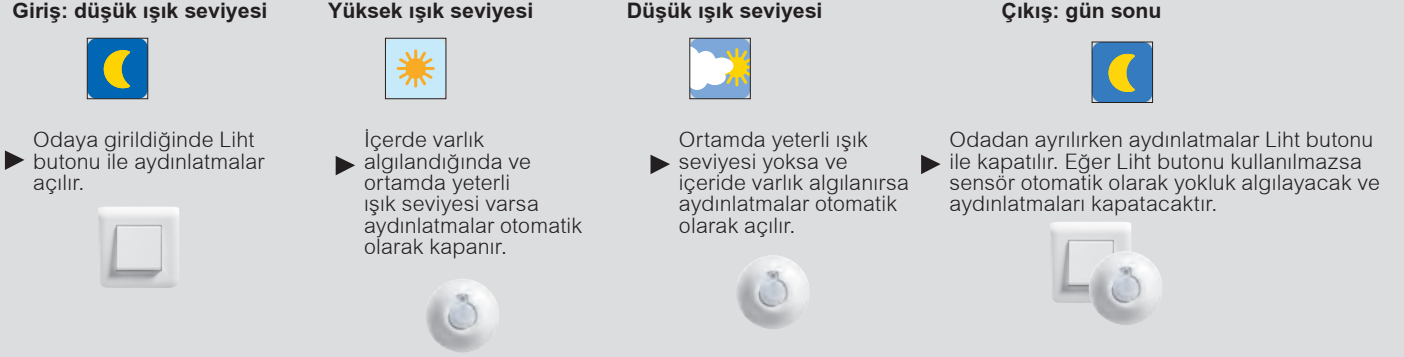 Giriş: düşük ışık seviyesi
Odaya girildiğinde Liht
butonu ile aydınlatmalar
açılır.
Yüksek ışık seviyesi
İçerde varlık
algılandığında ve
ortamda yeterli
ışık seviyesi varsa
aydınlatmalar otomatik
olarak kapanır.
Düşük ışık seviyesi
Ortamda yeterli ışık
seviyesi yoksa ve
içeride varlık algılanırsa
aydınlatmalar otomatik
olarak açılır.
Çıkış: gün sonu
Odadan ayrılırken aydınlatmalar Liht butonu
ile kapatılır. Eğer Liht butonu kullanılmazsa
sensör otomatik olarak yokluk algılayacak ve
aydınlatmaları kapatacaktır.